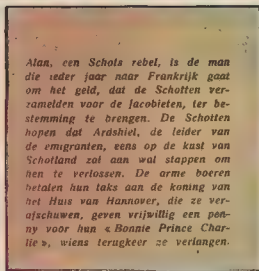 Alan, een Schots rebel, is de man
die ieder jaar naar Frankrijk gaat
om het geld, dat de Schotten ver-
zamelden voor de Jacobieten, ter be-
stemming te brengen. De Schotten
hopen dat Ardshiel, de leider van
de emigranten, eens op de kust van
Schotland zal aan wal stappen om
hen te verlossen. De arme boeren
betalen hun taks aan de koning van
het Huis van Hannover, die ze ver-
afschuwen, geven vrijwillig een pen-
ny voor hun « Bonnie Prince Char-
lie », wiens terugkeer ze verlangen.